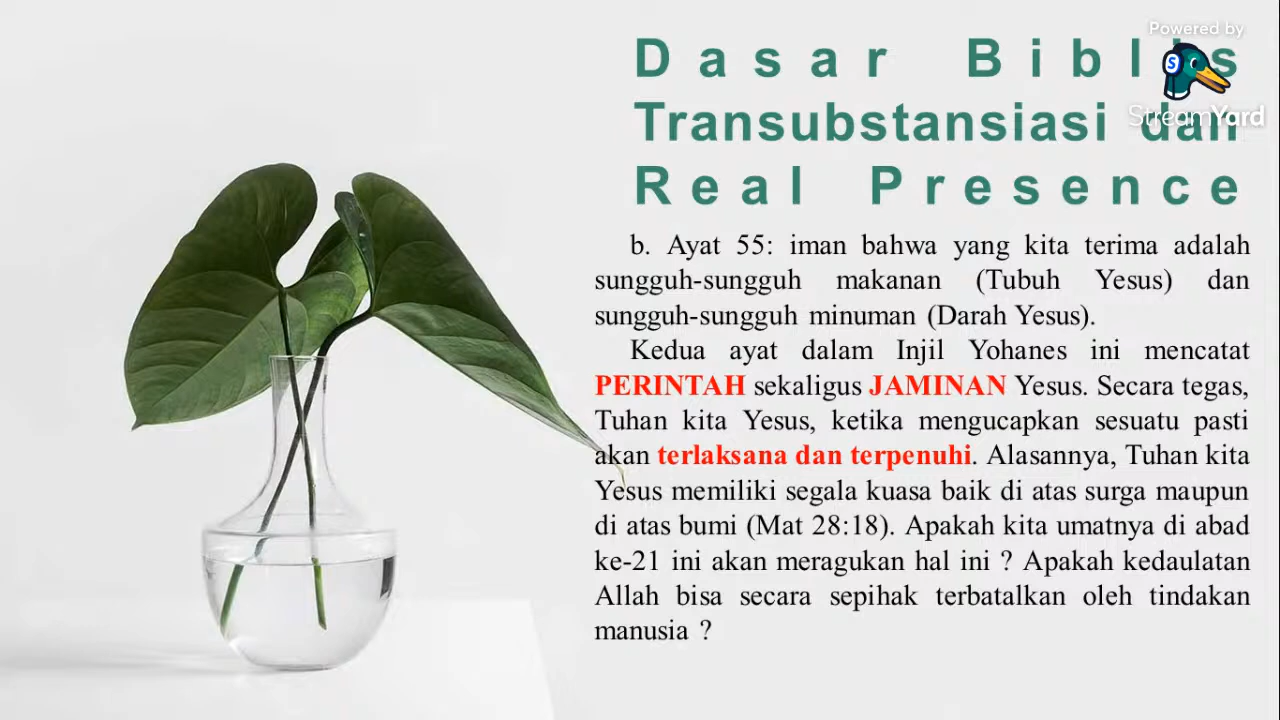 Powered by
StreamYard
Dasar Biblis
Transubstansiasi dan
Real Presence
b. Ayat 55: iman bahwa yang kita terima adalah
sungguh-sungguh makanan (Tubuh Yesus) dan
sungguh-sungguh minuman (Darah Yesus).
Kedua ayat dalam Injil Yohanes ini mencatat
PERINTAH sekaligus JAMINAN Yesus. Secara tegas,
Tuhan kita Yesus, ketika mengucapkan sesuatu pasti
akan terlaksana dan terpenuhi. Alasannya, Tuhan kita
Yesus memiliki segala kuasa baik di atas surga maupun
di atas bumi (Mat 28:18). Apakah kita umatnya di abad
ke-21 ini akan meragukan hal ini ? Apakah kedaulatan
Allah bisa secara sepihak terbatalkan oleh tindakan
manusia ?